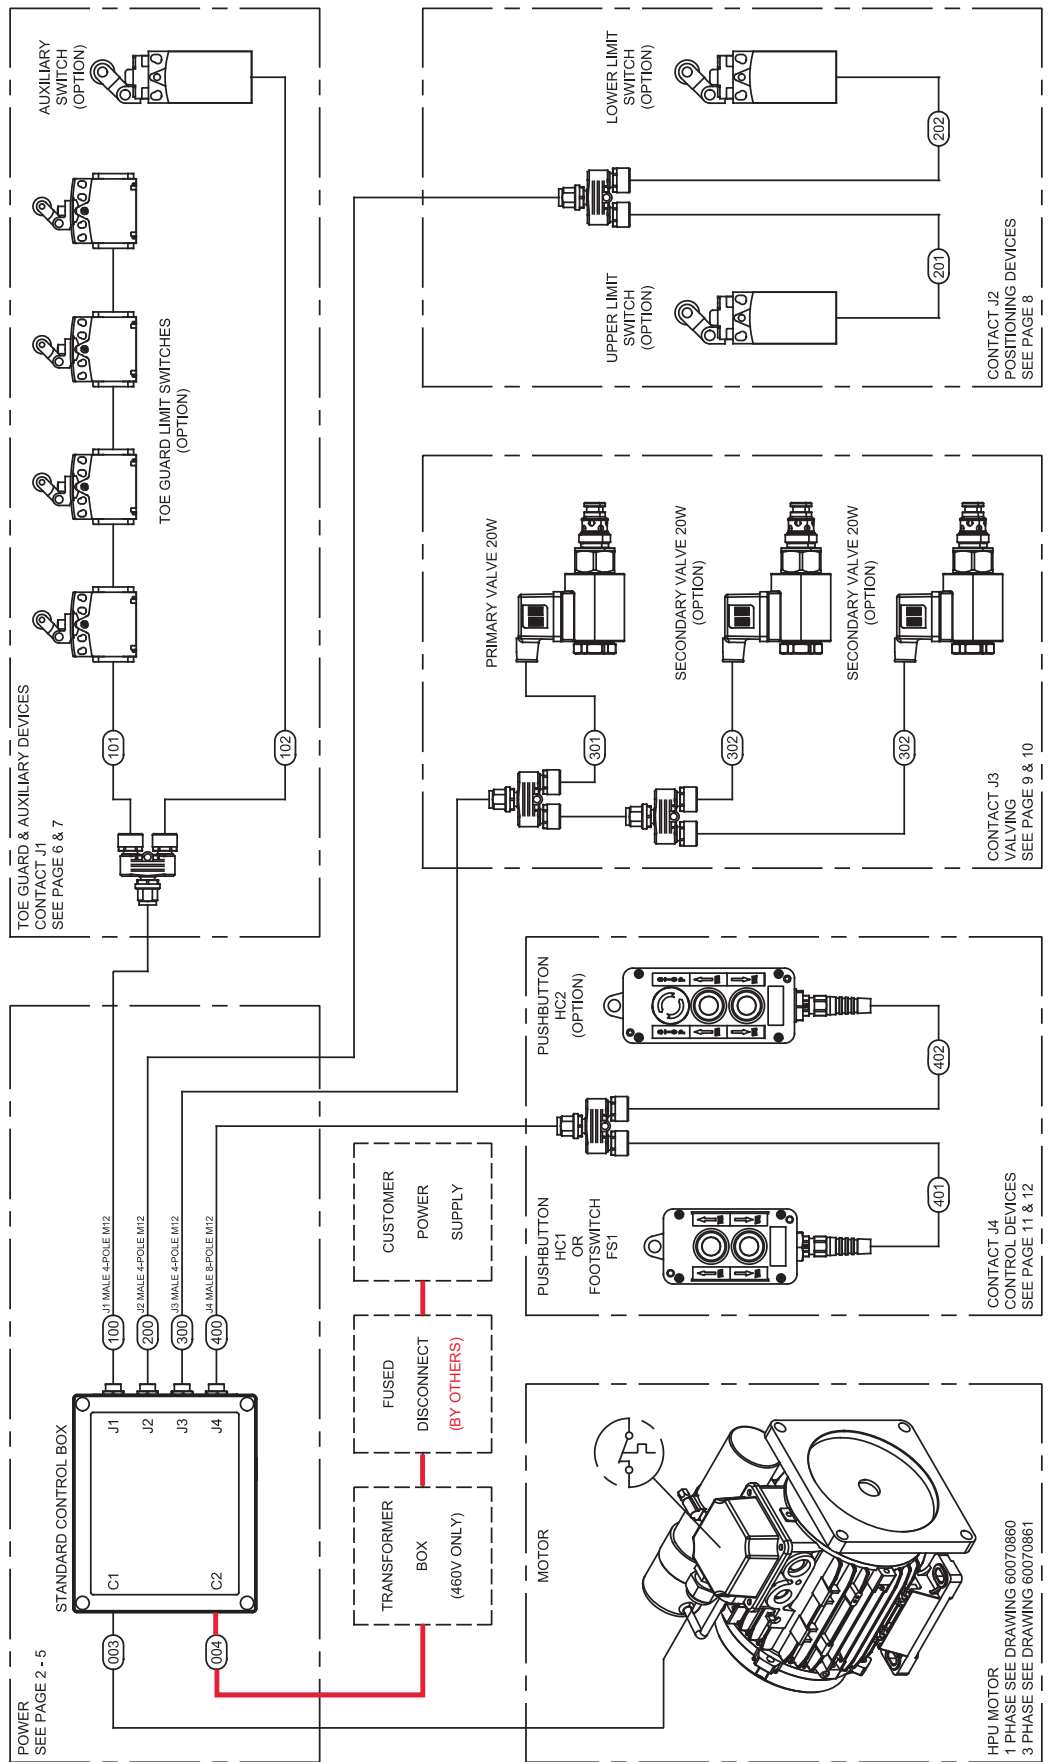 POWER
SEE PAGE 2 - 5
STANDARD CONTROL BOX
C1
C2
J1
J2
J3
J4
003
004
100
200
300
400
J1 MALE 4-POLE M12
J2 MALE 4-POLE M12
J3 MALE 4-POLE M12
J4 MALE 8-POLE M12
TOE GUARD & AUXILIARY DEVICES
CONTACT J1
SEE PAGE 6 & 7
101
102
TOE GUARD LIMIT SWITCHES
(OPTION)
AUXILIARY
SWITCH
(OPTION)
TRANSFORMER
BOX
(460V ONLY)
FUSED
DISCONNECT
(BY OTHERS)
CUSTOMER
POWER
SUPPLY
MOTOR
HPU MOTOR
1 PHASE SEE DRAWING 60070860
3 PHASE SEE DRAWING 60070861
PUSHBUTTON
HC1
OR
FOOTSWITCH
FS1
PUSHBUTTON
HC2
(OPTION)
401
402
CONTACT J4
CONTROL DEVICES
SEE PAGE 11 & 12
PRIMARY VALVE 20W
SECONDARY VALVE 20W
(OPTION)
SECONDARY VALVE 20W
(OPTION)
301
302
302
CONTACT J3
VALVING
SEE PAGE 9 & 10
UPPER LIMIT
SWITCH
(OPTION)
LOWER LIMIT
SWITCH
(OPTION)
201
202
CONTACT J2
POSITIONING DEVICES
SEE PAGE 8